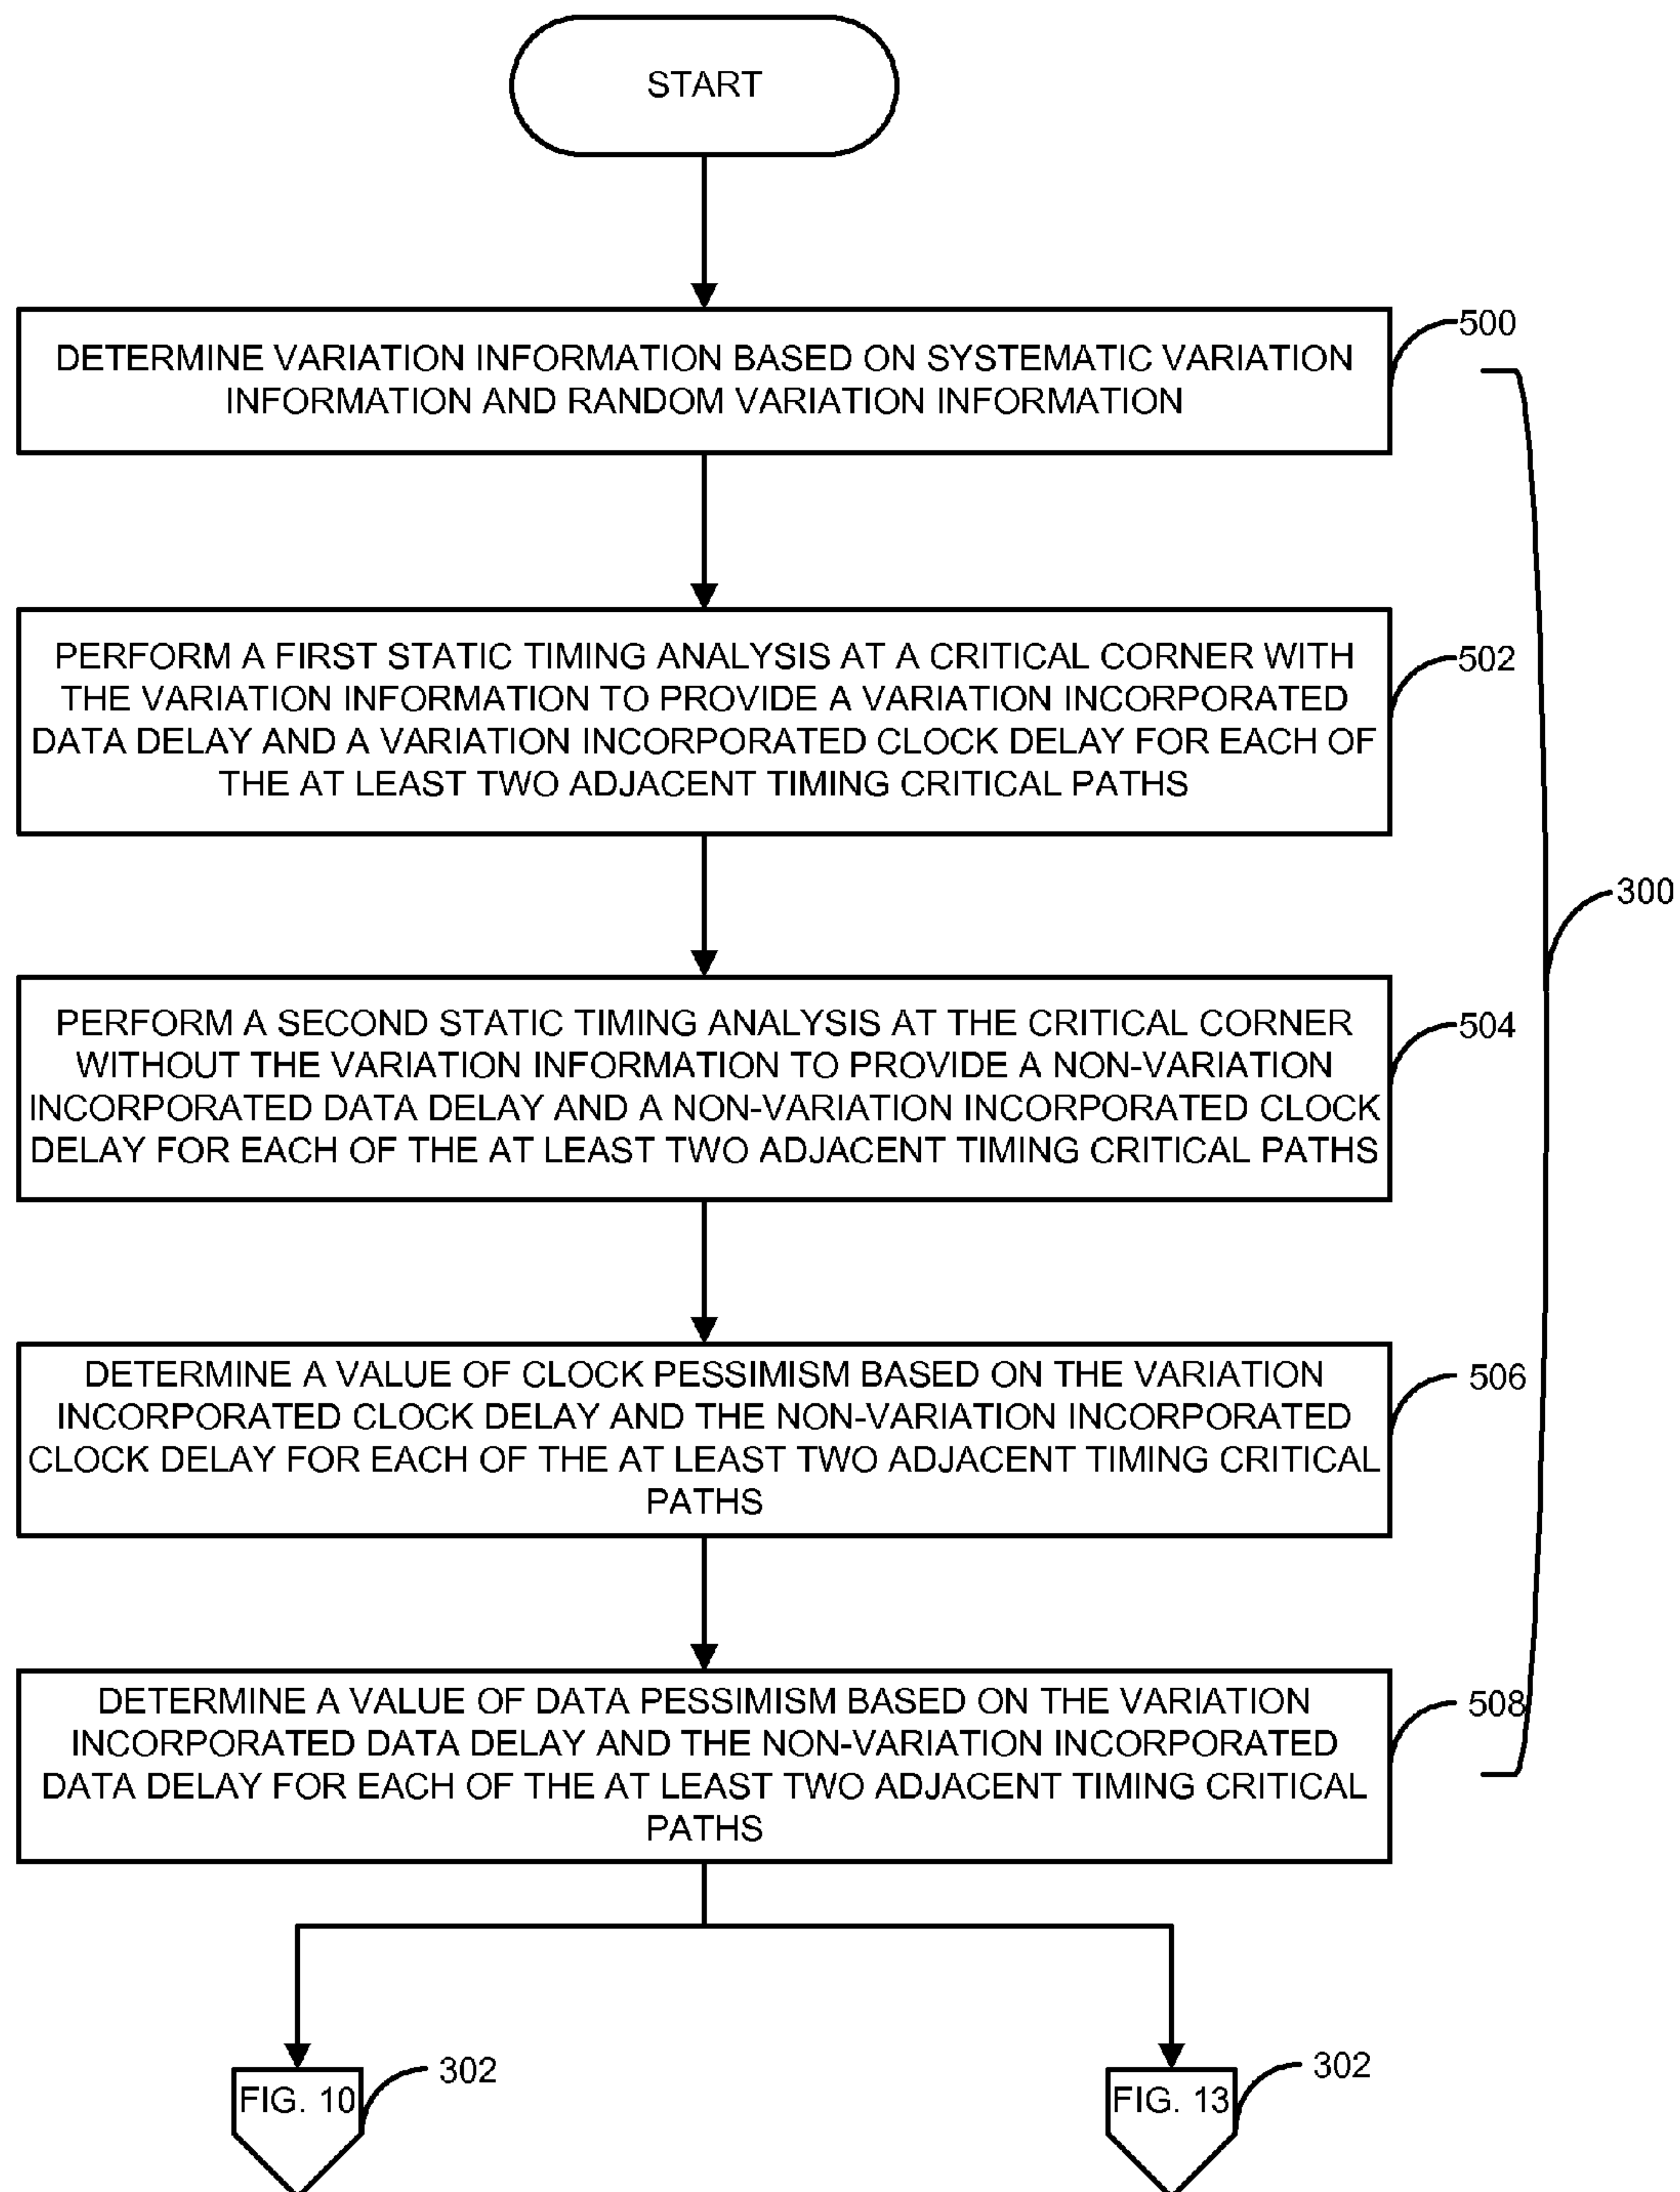 START
500
DETERMINE VARIATION INFORMATION BASED ON SYSTEMATIC VARIATION
INFORMATION AND RANDOM VARIATION INFORMATION
502
PERFORM A FIRST STATIC TIMING ANALYSIS AT A CRITICAL CORNER WITH
THE VARIATION INFORMATION TO PROVIDE A VARIATION INCORPORATED
DATA DELAY AND A VARIATION INCORPORATED CLOCK DELAY FOR EACH OF
THE AT LEAST TWO ADJACENT TIMING CRITICAL PATHS
300
504
PERFORM A SECOND STATIC TIMING ANALYSIS AT THE CRITICAL CORNER
WITHOUT THE VARIATION INFORMATION TO PROVIDE A NON-VARIATION
INCORPORATED DATA DELAY AND A NON-VARIATION INCORPORATED CLOCK
DELAY FOR EACH OF THE AT LEAST TWO ADJACENT TIMING CRITICAL PATHS
506
DETERMINE A VALUE OF CLOCK PESSIMISM BASED ON THE VARIATION
INCORPORATED CLOCK DELAY AND THE NON-VARIATION INCORPORATED
CLOCK DELAY FOR EACH OF THE AT LEAST TWO ADJACENT TIMING CRITICAL
PATHS
508
DETERMINE A VALUE OF DATA PESSIMISM BASED ON THE VARIATION
INCORPORATED DATA DELAY AND THE NON-VARIATION INCORPORATED
DATA DELAY FOR EACH OF THE AT LEAST TWO ADJACENT TIMING CRITICAL
PATHS
302
FIG. 10
302
FIG. 13